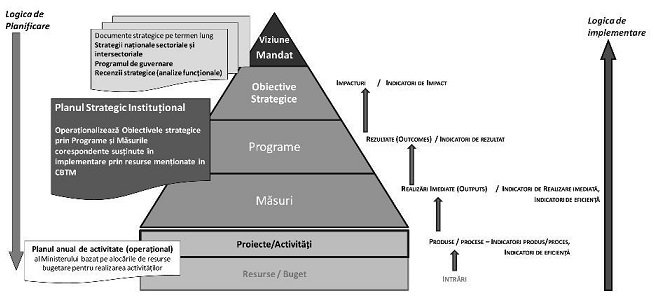 Logica de
Planificare
Documente strategice pe termen lung
Strategii naționale sectoriale și
intersectoriale
Programul de guvernare
Recenzii strategice (analize funcționale)
Planul Strategic Instituțional
Operaționalizează Obiectivele strategice
prin Programe și Măsurile
corespondente susținute în
implementare prin resurse menționate in
CBTM
Planul anual de activitate (operațional)
al Ministerului bazat pe alocările de resurse
bugetare pentru realizarea activităților
Viziune
Mandat
Obiective
Strategice
Programe
Măsuri
Proiecte/Activități
Resurse / Buget
IMPACTURI / INDICATORI DE IMPACT
REZULTATE (OUTCOMES) / INDICATORI DE REZULTAT
REALIZĂRI IMEDIATE (OUTPUTS) / INDICATORI DE REALIZARE IMEDIATĂ,
INDICATORI DE EFICIENȚĂ
PRODUSE / PROCESE – INDICATORI PRODUS/PROCES,
INDICATORI DE EFICIENȚĂ
INTRĂRI
Logica de
implementare